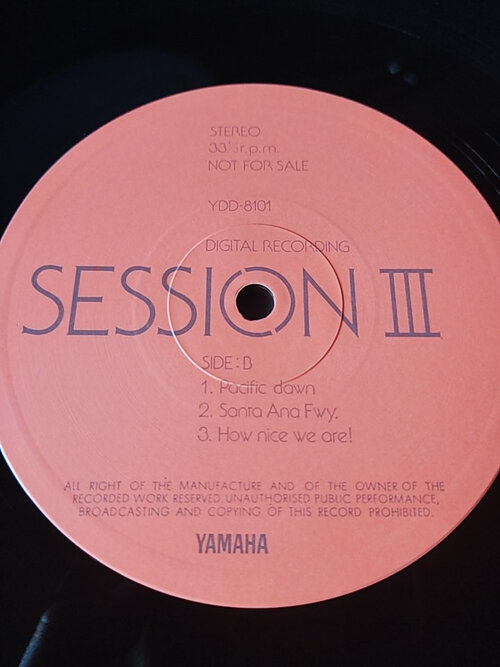 STEREO
33⅓r.p.m.
NOT FOR SALE
YDD-8101
DIGITAL RECORDING
SESSION III
SIDE:B
1. Pacific dawn
2. Santa Ana Fwy.
3. How nice we are!
ALL RIGHT OF THE MANUFACTURE AND OF THE OWNER OF THE
RECORDED WORK RESERVED. UNAUTHORISED PUBLIC PERFORMANCE,
BROADCASTING AND COPYING OF THIS RECORD PROHIBITED.
YAMAHA